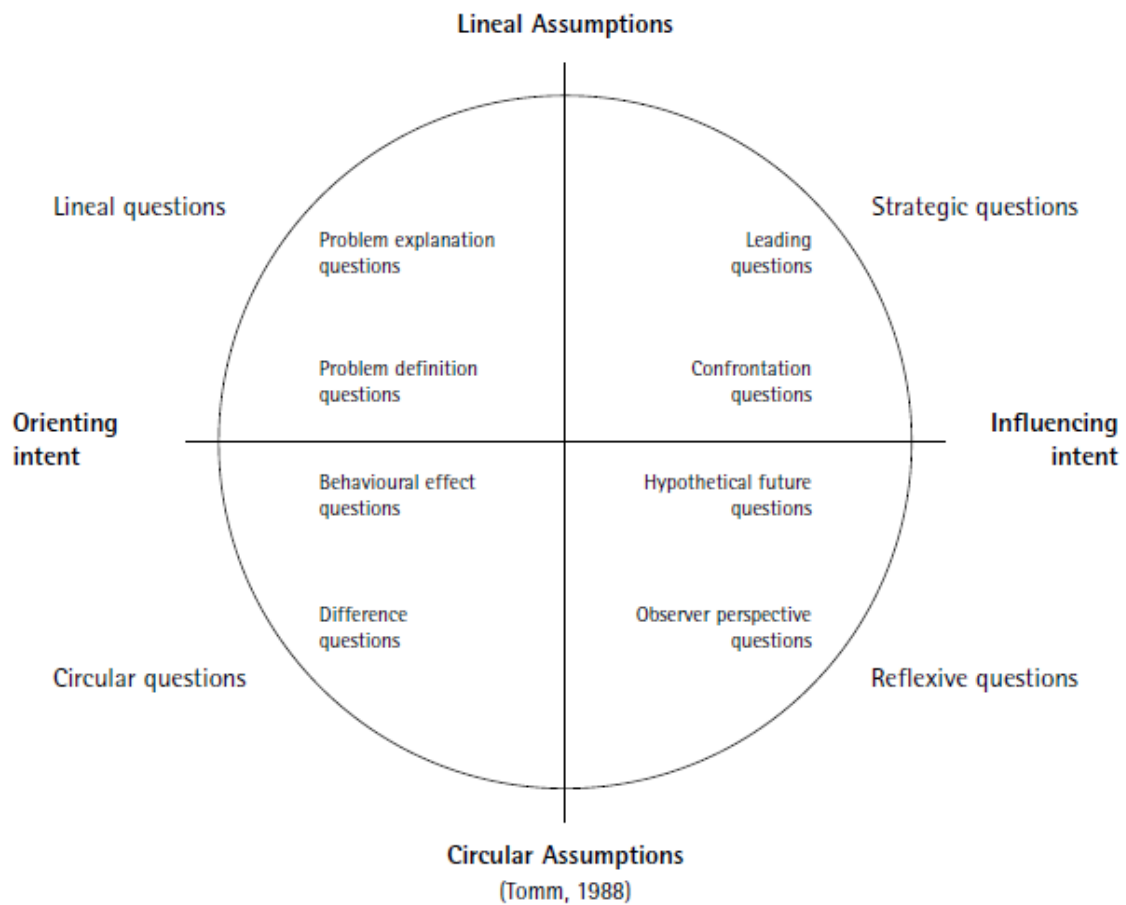 Lineal Assumptions
Lineal questions
Strategic questions
Problem explanation
questions
Leading
questions
Problem definition
questions
Confrontation
questions
Orienting
intent
Influencing
intent
Behavioural effect
questions
Hypothetical future
questions
Difference
questions
Observer perspective
questions
Circular questions
Reflexive questions
Circular Assumptions
(Tomm, 1988)